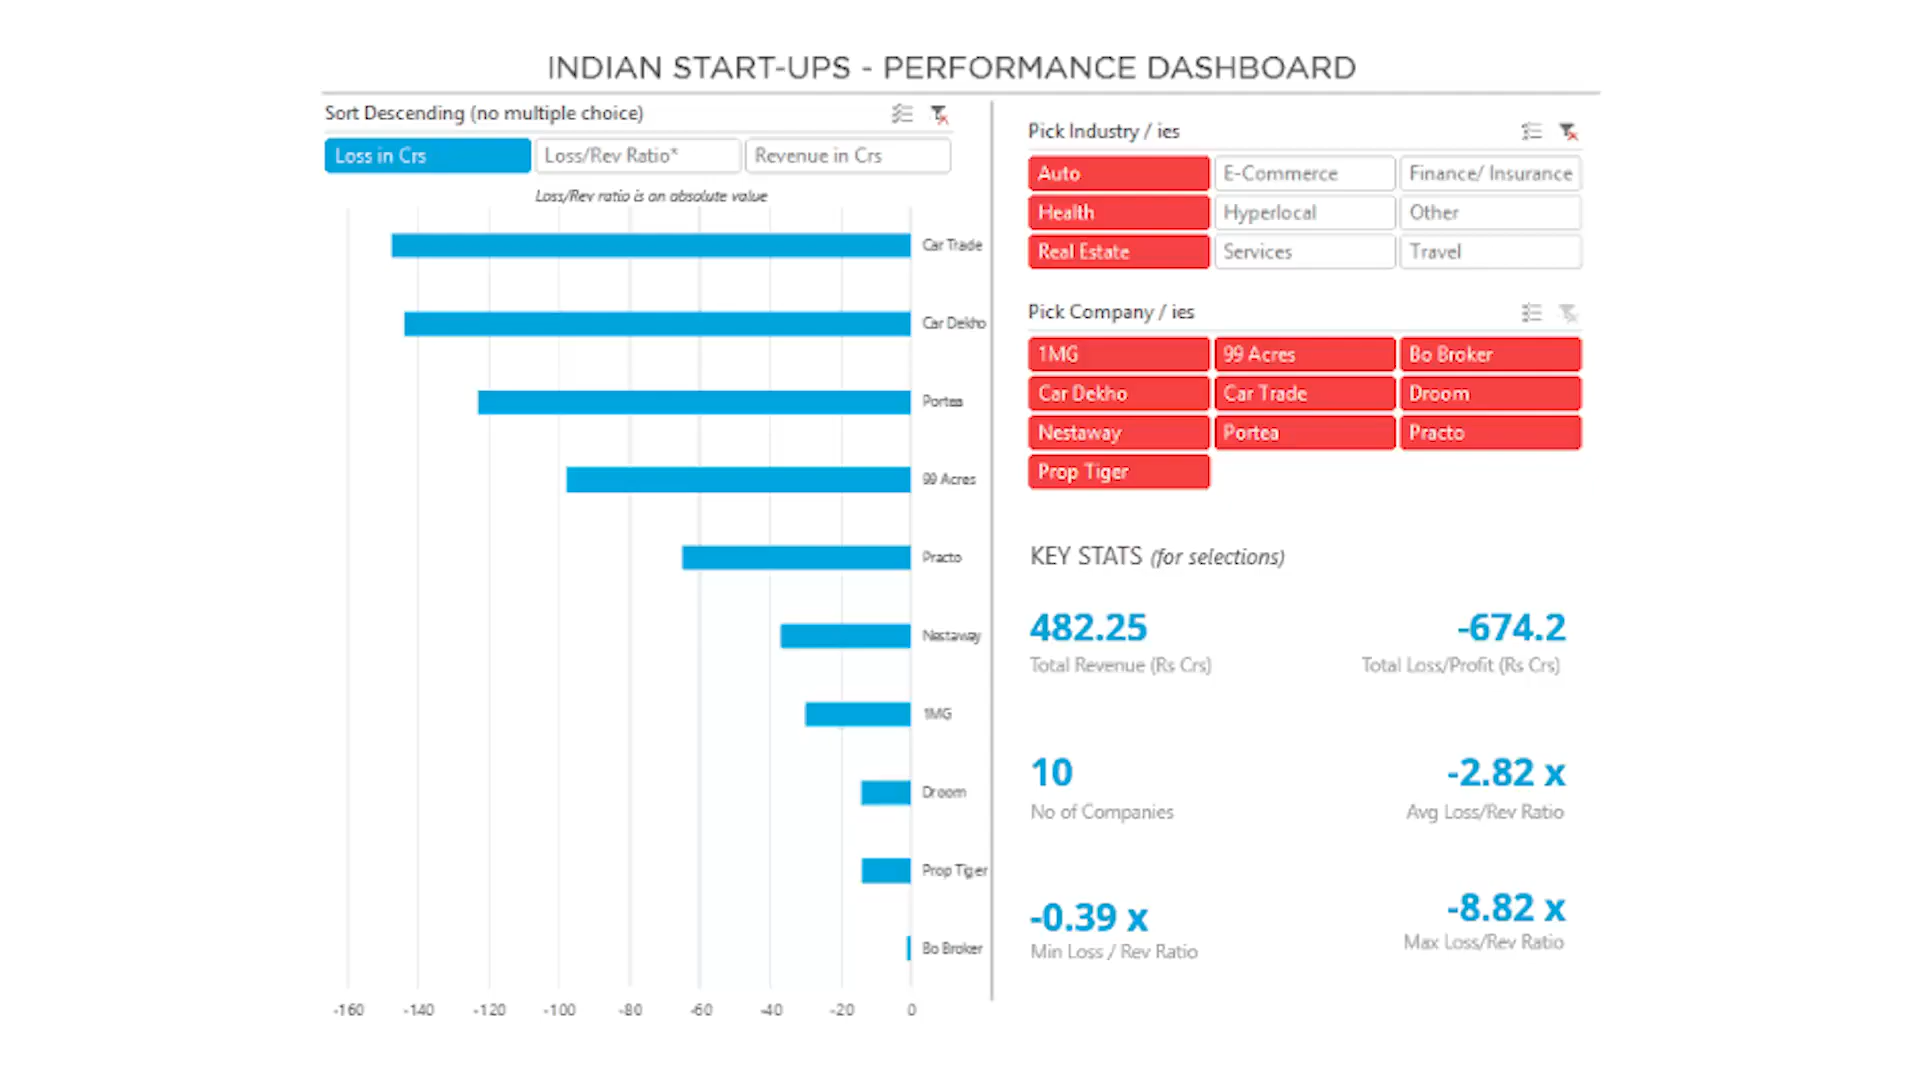 INDIAN START-UPS - PERFORMANCE DASHBOARD
Sort Descending (no multiple choice)
Loss in Crs
Loss/Rev Ratio*
Revenue in Crs
Loss/Rev ratio is an absolute value
Car Trade
Car Dekho
Portea
99 Acres
Practo
Nestaway
1MG
Droom
Prop Tiger
Bo Broker
-160 -140 -120 -100 -80 -60 -40 -20 0
Pick Industry / ies
Auto E-Commerce Finance/ Insurance
Health Hyperlocal Other
Real Estate Services Travel
Pick Company / ies
1MG 99 Acres Bo Broker
Car Dekho Car Trade Droom
Nestaway Portea Practo
Prop Tiger
KEY STATS (for selections)
482.25
Total Revenue (Rs Crs)
-674.2
Total Loss/Profit (Rs Crs)
10
No of Companies
-2.82 x
Avg Loss/Rev Ratio
-0.39 x
Min Loss / Rev Ratio
-8.82 x
Max Loss/Rev Ratio